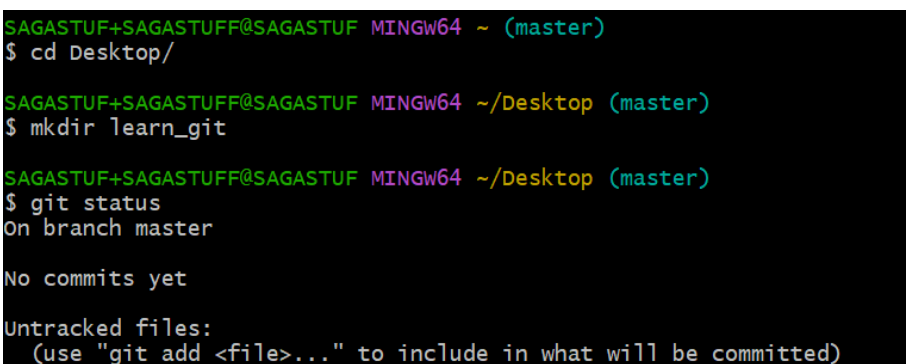 SAGASTUF+SAGASTUFF@SAGASTUF MINGW64 ~ (master)
$ cd Desktop/
SAGASTUF+SAGASTUFF@SAGASTUF MINGW64 ~/Desktop (master)
$ mkdir learn_git
SAGASTUF+SAGASTUFF@SAGASTUF MINGW64 ~/Desktop (master)
$ git status
On branch master
No commits yet
Untracked files:
(use "git add <file>..." to include in what will be committed)